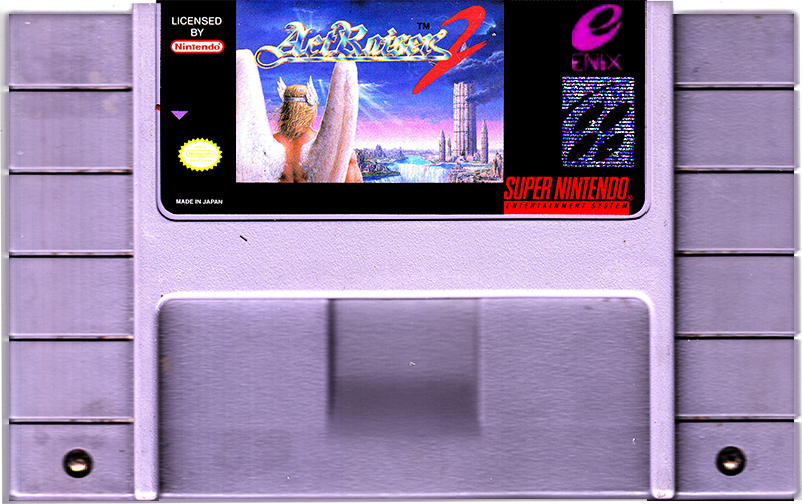 LICENSED
BY
Nintendo
ActRaiser 2
TM
ENIX
MADE IN JAPAN
SUPER NINTENDO
ENTERTAINMENT SYSTEM